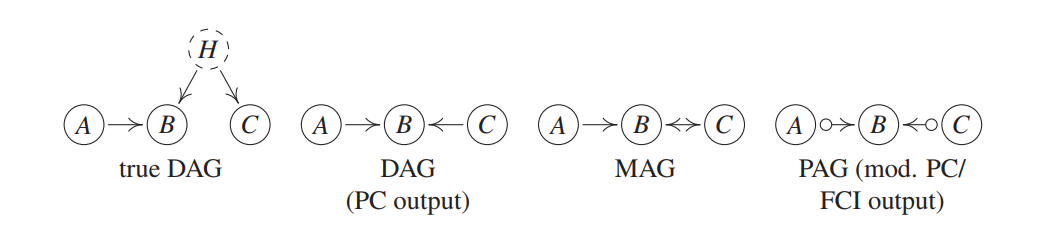 H
A B C A B C A B C A B C
true DAG DAG MAG PAG (mod. PC/
(PC output) FCI output)